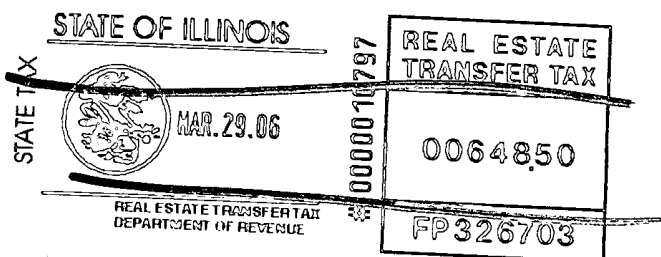 STATE OF ILLINOIS
STATE TAX
MAR.29.06
REAL ESTATE TRANSFER TAX
DEPARTMENT OF REVENUE
0000010797
REAL ESTATE
TRANSFER TAX
0064850
FP326703